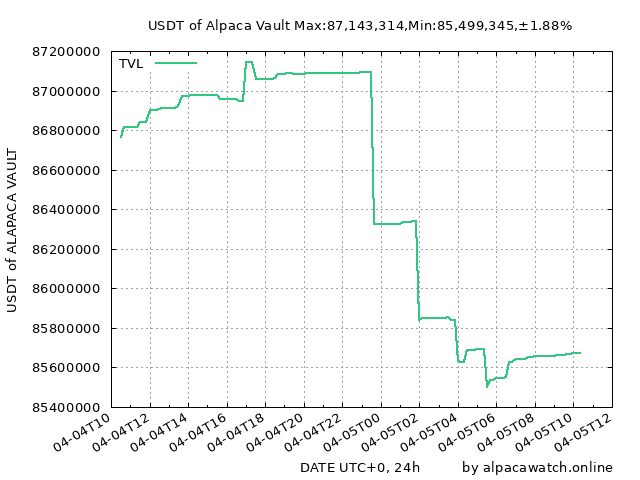 USDT of Alpaca Vault Max:87,143,314,Min:85,499,345,±1.88%
TVL
87200000
87000000
86800000
86600000
86400000
86200000
86000000
85800000
85600000
85400000
USDT of ALAPACA VAULT
04-04T10
04-04T12
04-04T14
04-04T16
04-04T18
04-04T20
04-04T22
04-05T00
04-05T02
04-05T04
04-05T06
04-05T08
04-05T10
04-05T12
DATE UTC+0, 24h
by alpacawatch.online